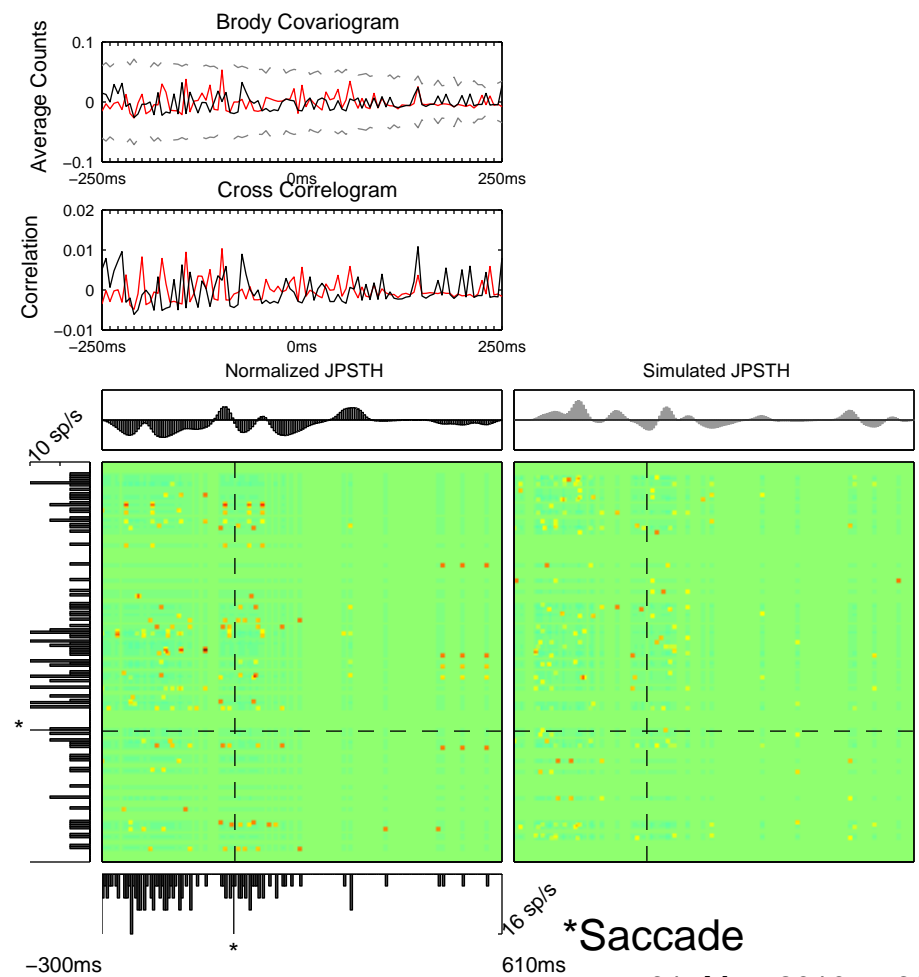 Brody Covariogram
0.1
0
−0.1
Average Counts
−250ms
0ms
250ms
Cross Correlogram
0.02
0.01
0
−0.01
Correlation
−250ms
0ms
250ms
Normalized JPSTH
Simulated JPSTH
10 sp/s
*
*
16 sp/s
*Saccade
−300ms
610ms